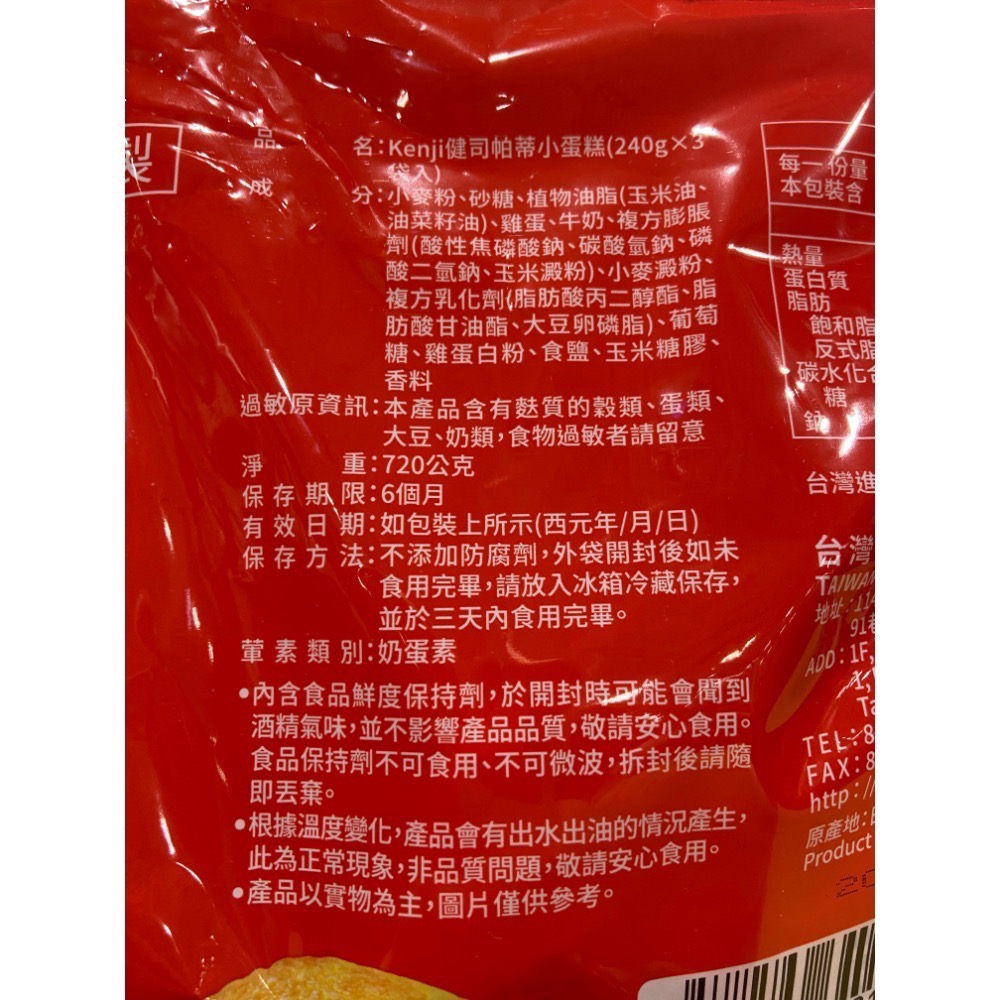 製
品 名:Kenji健司帕蒂小蛋糕(240g×3
袋入)
成 分:小麥粉、砂糖、植物油脂(玉米油、
油菜籽油)、雞蛋、牛奶、複方膨脹
劑(酸性焦磷酸鈉、碳酸氫鈉、磷
酸二氫鈉、玉米澱粉)、小麥澱粉、
複方乳化劑(脂肪酸丙二醇酯、脂
肪酸甘油酯、大豆卵磷脂)、葡萄
糖、雞蛋白粉、食鹽、玉米糖膠、
香料
過敏原資訊:本產品含有麩質的穀類、蛋類、
大豆、奶類,食物過敏者請留意
淨 重:720公克
保存期限:6個月
有效日期:如包裝上所示(西元年/月/日)
保存方法:不添加防腐劑,外袋開封後如未
食用完畢,請放入冰箱冷藏保存,
並於三天內食用完畢。
葷素類別:奶蛋素
•內含食品鮮度保持劑,於開封時可能會聞到
酒精氣味,並不影響產品品質,敬請安心食用。
食品保持劑不可食用、不可微波,拆封後請隨
即丟棄。
•根據溫度變化,產品會有出水出油的情況產生,
此為正常現象,非品質問題,敬請安心食用。
•產品以實物為主,圖片僅供參考。
每一份量
本包裝含
熱量
蛋白質
脂肪
飽和脂
反式脂
碳水化合
糖
鈉
台灣進
台灣
TAIWAN
地址:114
91巷
ADD:1F,
TEL:8
FAX:8
http://
原產地:
Product